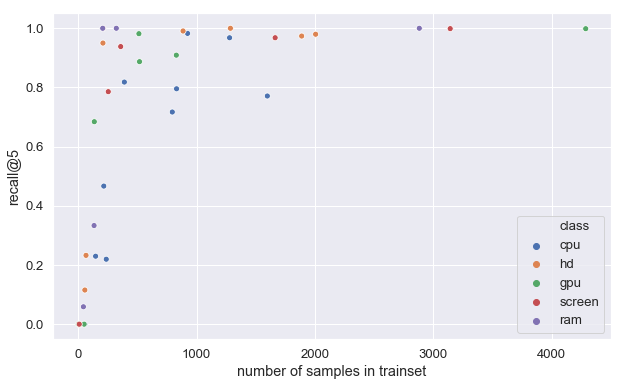 1.0
0.8
0.6
0.4
0.2
0.0
recall@5
class
cpu
hd
gpu
screen
ram
0 1000 2000 3000 4000
number of samples in trainset